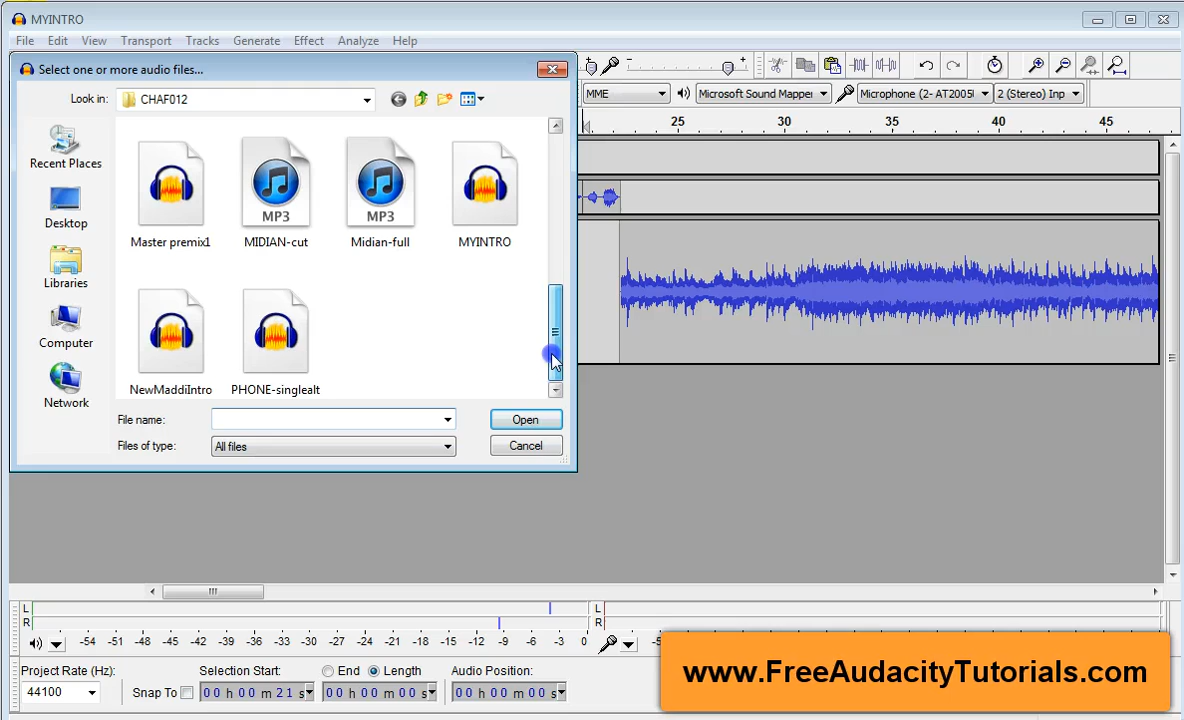 MYINTRO
File Edit View Transport Tracks Generate Effect Analyze Help
Select one or more audio files...
Look in: CHAF012
MME Microsoft Sound Mapper Microphone (2- AT2005U 2 (Stereo) Inp
25 30 35 40 45
Recent Places
Desktop
Libraries
Computer
Network
MP3 MP3
Master premix1 MIDIAN-cut Midian-full MYINTRO
NewMaddiIntro PHONE-singlealt
File name: Open
Files of type: All files Cancel
L L
R R
-54 -51 -48 -45 -42 -39 -36 -33 -30 -27 -24 -21 -18 -15 -12 -9 -6 -3 0
Project Rate (Hz): Selection Start: End Length Audio Position:
44100 Snap To 00 h 00 m 21 s 00 h 00 m 00 s 00 h 00 m 00 s
www.FreeAudacityTutorials.com